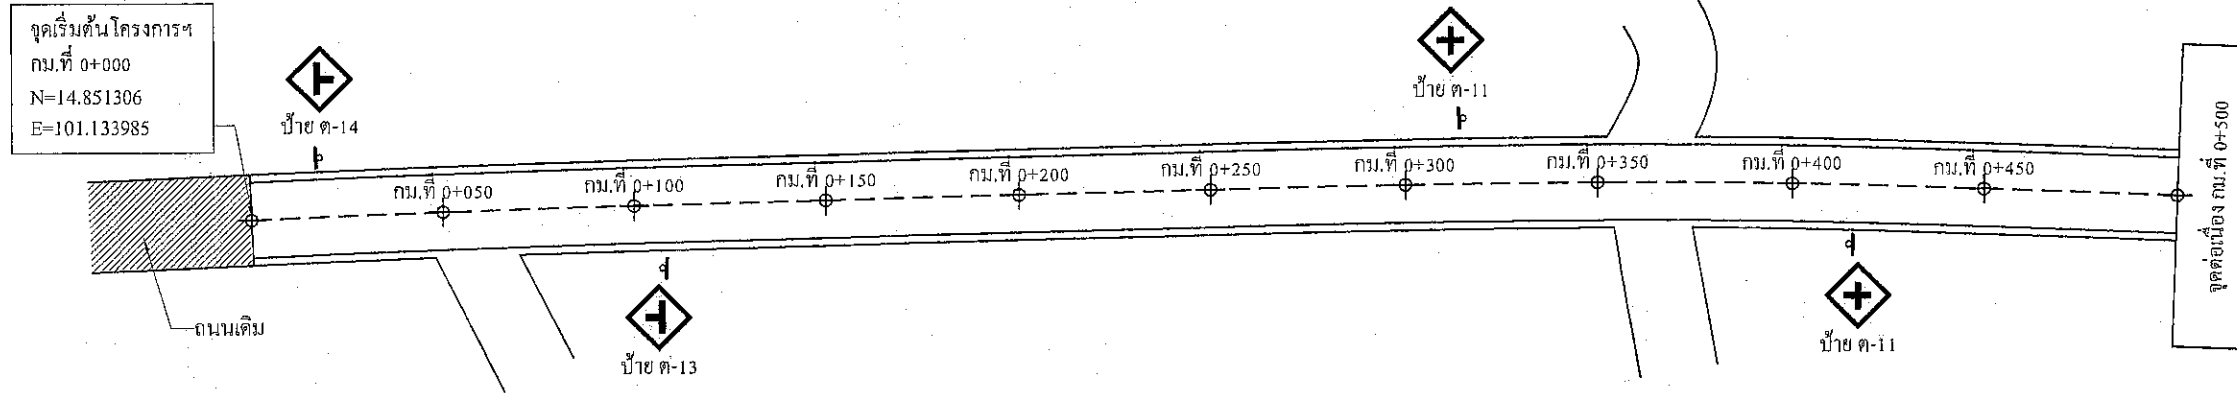 จุดเริ่มต้นโครงการฯ
กม.ที่ 0+000
N=14.851306
E=101.133985
ป้าย ต-14
ป้าย ต-11
กม.ที่ 0+050
กม.ที่ 0+100
กม.ที่ 0+150
กม.ที่ 0+200
กม.ที่ 0+250
กม.ที่ 0+300
กม.ที่ 0+350
กม.ที่ 0+400
กม.ที่ 0+450
จุดต่อเนื่อง กม.ที่ 0+500
ถนนเดิม
ป้าย ต-13
ป้าย ต-11